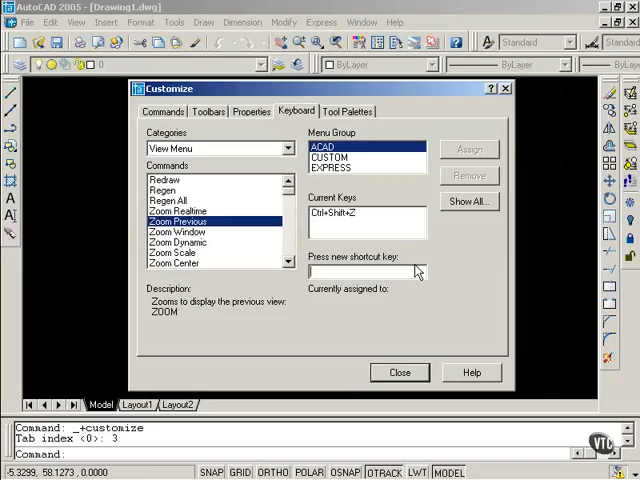 AutoCAD 2005 - [Drawing1.dwg]
File Edit View Insert Format Tools Draw Dimension Modify Express Window Help
Standard Standard
0 ByLayer ByLayer
Customize
Commands Toolbars Properties Keyboard Tool Palettes
Categories
View Menu
Commands
Redraw
Regen
Regen All
Zoom Realtime
Zoom Previous
Zoom Window
Zoom Dynamic
Zoom Scale
Zoom Center
Description:
Zooms to display the previous view:
ZOOM
Menu Group
ACAD
CUSTOM
EXPRESS
Current Keys
Ctrl+Shift+Z
Press new shortcut key:
Currently assigned to:
Assign
Remove
Show All...
Close Help
Model Layout1 Layout2
Command: _+customize
Tab index <0>: 3
Command:
VTC
-5.3299, 58.1273, 0.0000 SNAP GRID ORTHO POLAR OSNAP OTRACK LWT MODEL